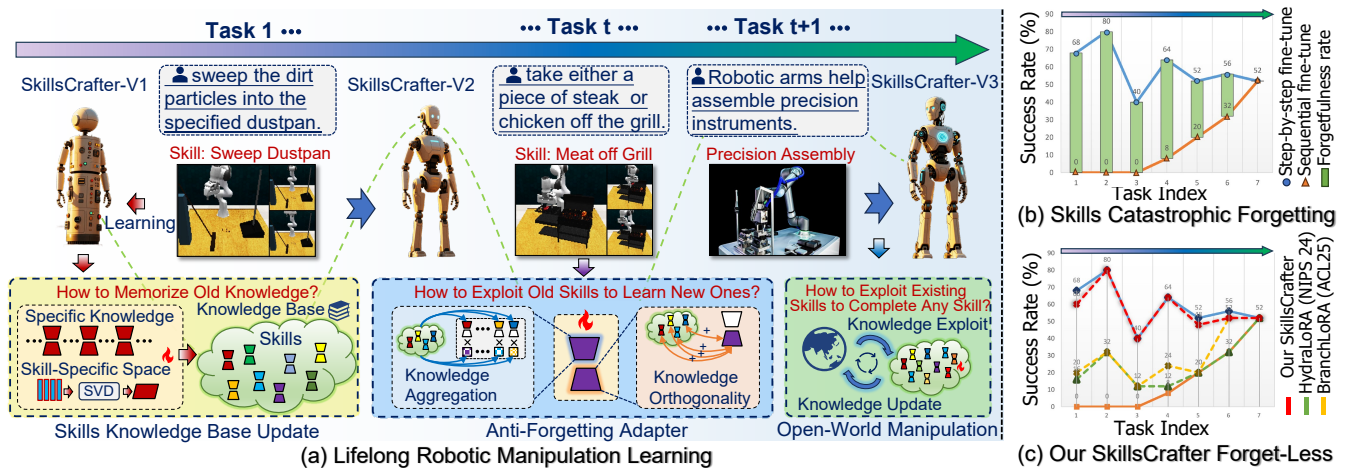 Task 1 •••
••• Task t •••
••• Task t+1 •••
SkillsCrafter-V1
sweep the dirt
particles into the
specified dustpan.
SkillsCrafter-V2
take either a
piece of steak or
chicken off the grill.
Robotic arms help
assemble precision
instruments.
SkillsCrafter-V3
Skill: Sweep Dustpan
Skill: Meat off Grill
Precision Assembly
Learning
How to Memorize Old Knowledge?
Specific Knowledge
Knowledge Base
Skills
Skill-Specific Space
SVD
Skills Knowledge Base Update
How to Exploit Old Skills to Learn New Ones?
Knowledge
Aggregation
Knowledge
Orthogonality
Anti-Forgetting Adapter
How to Exploit Existing
Skills to Complete Any Skill?
Knowledge Exploit
Knowledge Update
Open-World Manipulation
(a) Lifelong Robotic Manipulation Learning
Success Rate (%)
90
80
70
60
50
40
30
20
10
0
68
80
40
64
52
56
52
0
0
0
8
20
32
1 2 3 4 5 6 7
Task Index
Step-by-step fine-tune
Sequential fine-tune
Forgetfulness rate
(b) Skills Catastrophic Forgetting
Success Rate (%)
90
80
70
60
50
40
30
20
10
0
68
80
40
64
52
56
52
52
20
32
12
24
12
20
32
0
0
0
1 2 3 4 5 6 7
Task Index
Our SkillsCrafter
HydraLoRA (NIPS 24)
BranchLoRA (ACL25)
(c) Our SkillsCrafter Forget-Less